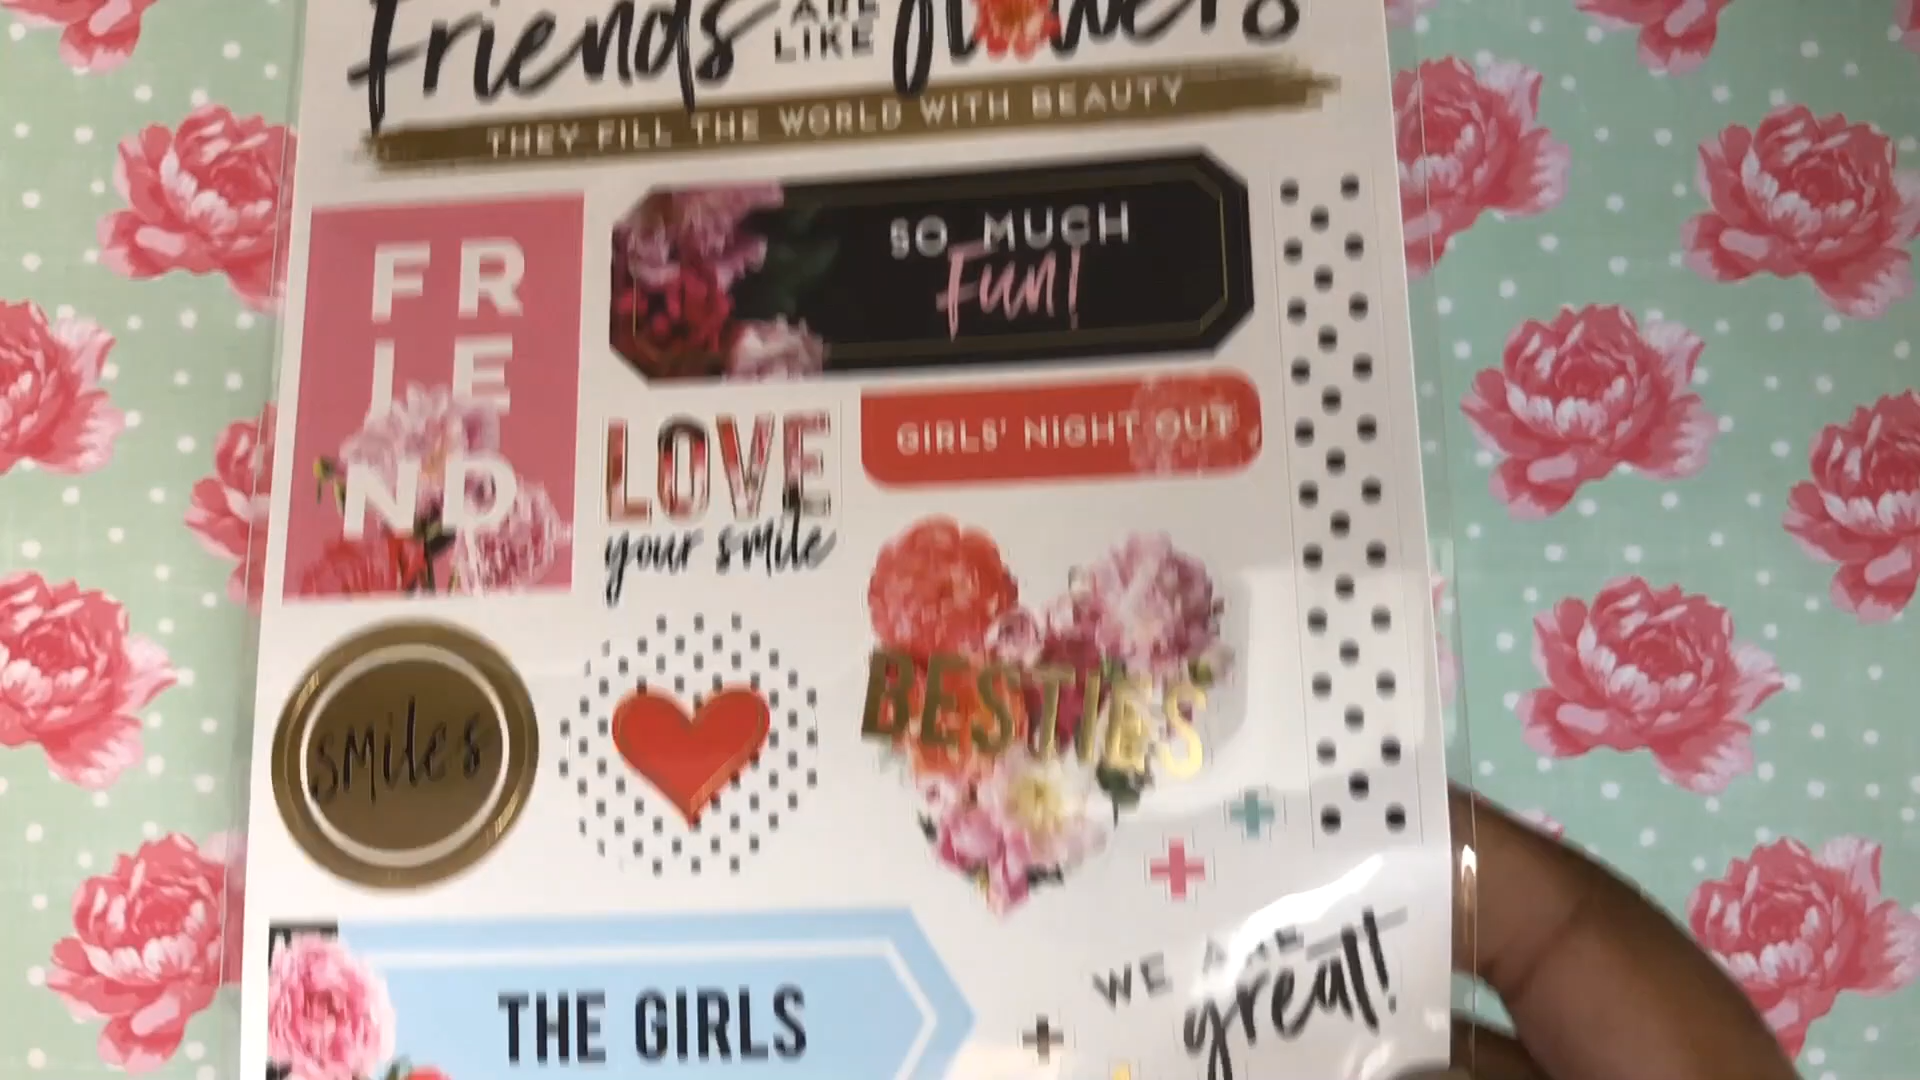 Friends ARE LIKE flowers
THEY FILL THE WORLD WITH BEAUTY
FR
IE
ND
SO MUCH
Fun!
LOVE
your smile
GIRLS' NIGHT OUT
SMiles
BESTIES
THE GIRLS
WE ARE
great!